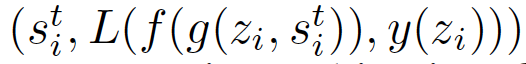 $(s_i^t, L(f(g(z_i, s_i^t)), y(z_i)))$